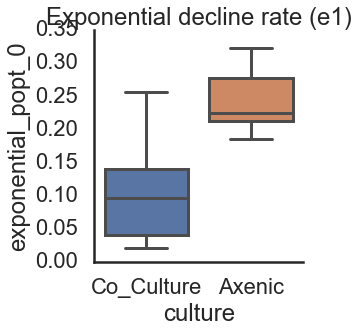 Exponential decline rate (e1)
exponential_popt_0
0.35
0.30
0.25
0.20
0.15
0.10
0.05
0.00
Co_Culture Axenic
culture